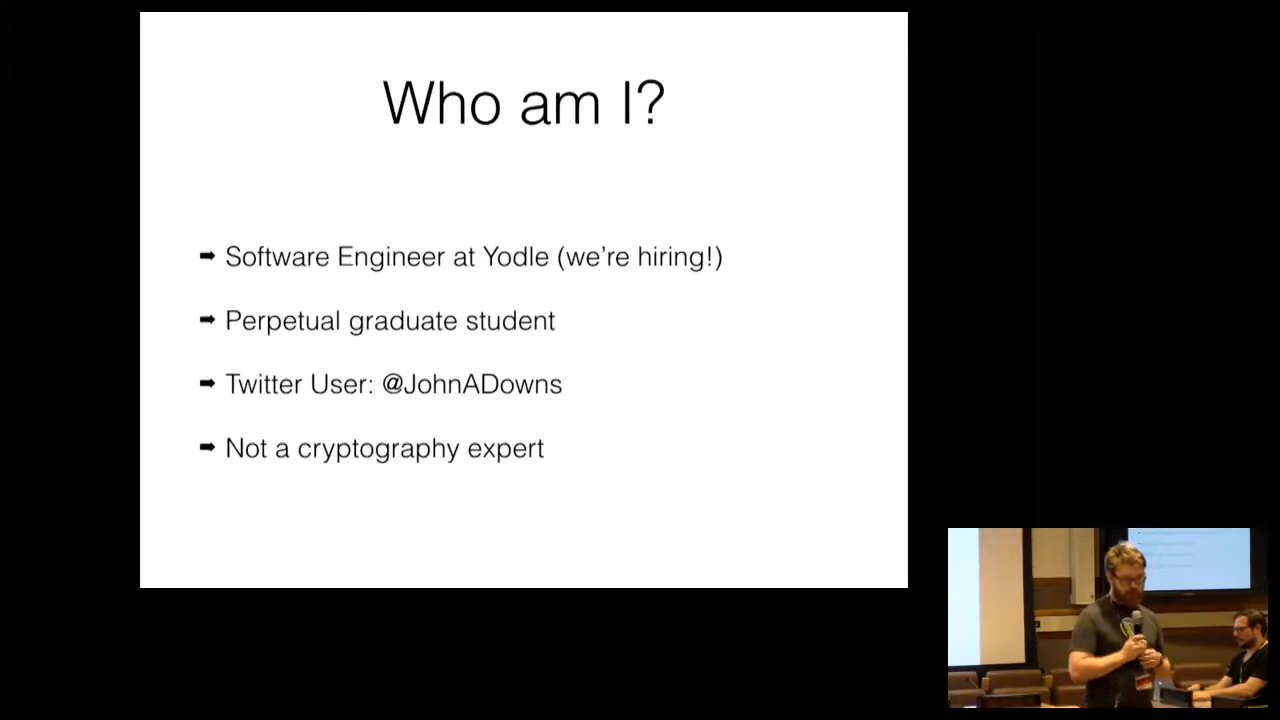 Who am I?
➡ Software Engineer at Yodle (we’re hiring!)
➡ Perpetual graduate student
➡ Twitter User: @JohnADowns
➡ Not a cryptography expert